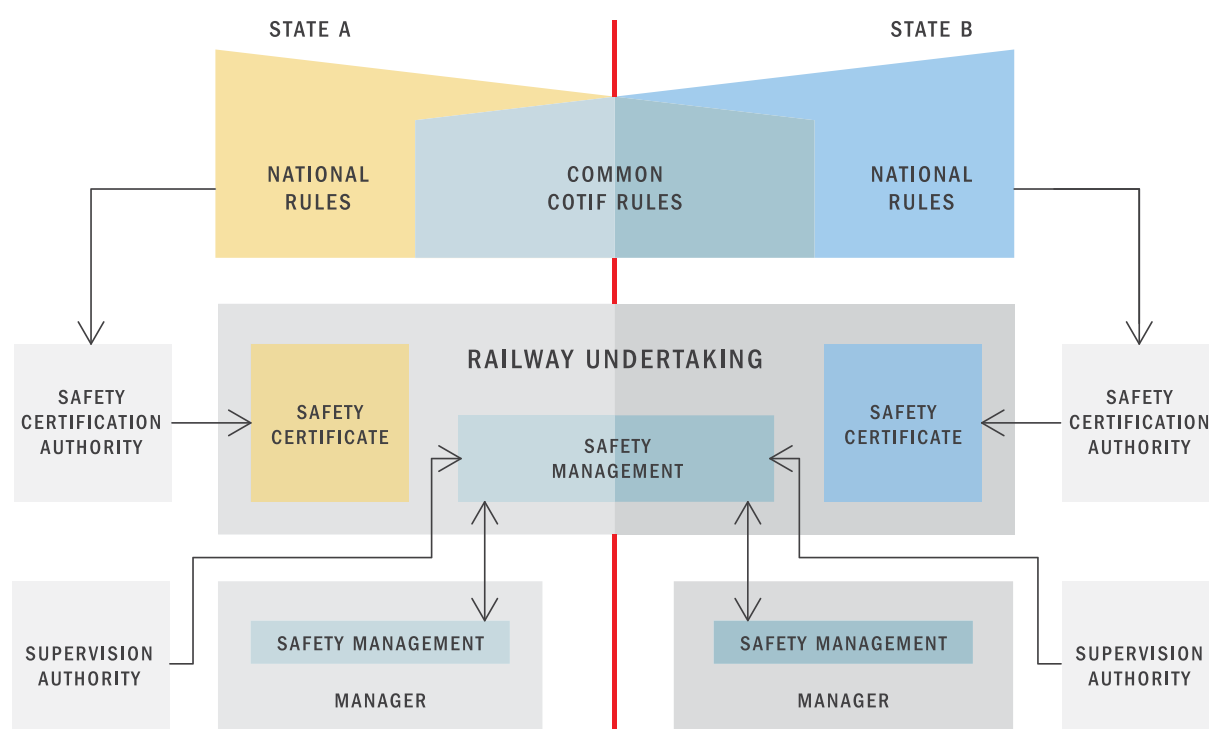 STATE A
STATE B
NATIONAL
RULES
COMMON
COTIF RULES
NATIONAL
RULES
RAILWAY UNDERTAKING
SAFETY
CERTIFICATION
AUTHORITY
SAFETY
CERTIFICATE
SAFETY
MANAGEMENT
SAFETY
CERTIFICATE
SAFETY
CERTIFICATION
AUTHORITY
SUPERVISION
AUTHORITY
SAFETY MANAGEMENT
MANAGER
SAFETY MANAGEMENT
MANAGER
SUPERVISION
AUTHORITY